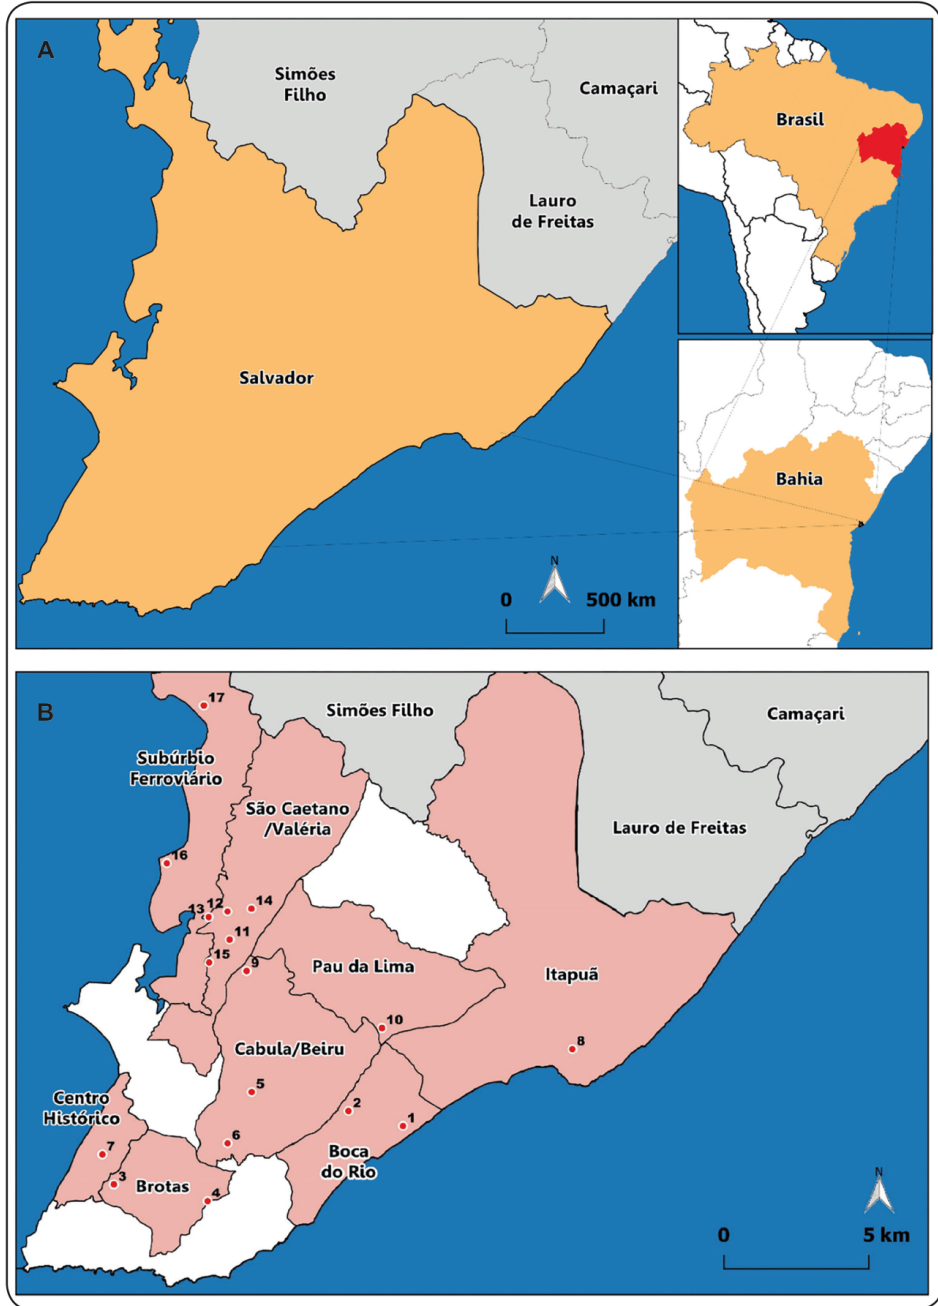 A
Simões
Filho
Camaçari
Lauro
de Freitas
Salvador
N
0 500 km
Brasil
Bahia
B
17
Simões Filho
Camaçari
Subúrbio
Ferroviário
São Caetano
/Valéria
Lauro de Freitas
16
13 12 14
11
15
9
Pau da Lima
Itapuã
10
8
Cabula/Beiru
5
Centro
Histórico
2
1
6
Boca
do Rio
7
3
Brotas
4
N
0 5 km